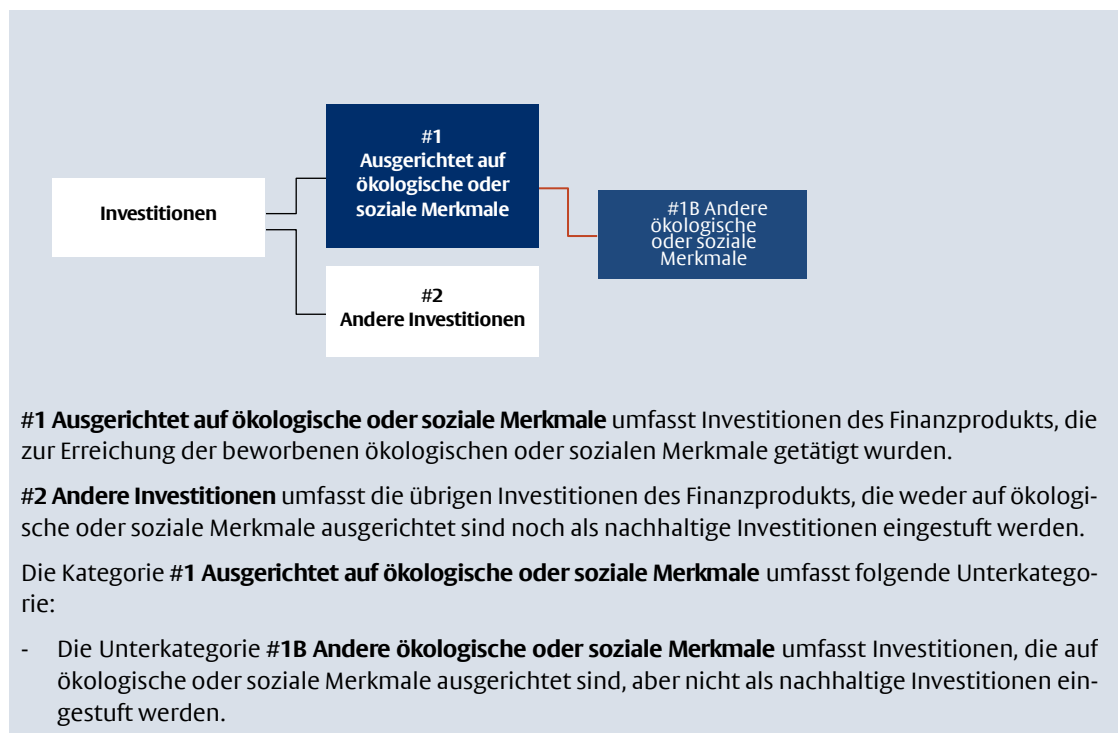 #1
Ausgerichtet auf
ökologische oder
soziale Merkmale
Investitionen
#1B Andere
ökologische
oder soziale
Merkmale
#2
Andere Investitionen
#1 Ausgerichtet auf ökologische oder soziale Merkmale umfasst Investitionen des Finanzprodukts, die
zur Erreichung der beworbenen ökologischen oder sozialen Merkmale getätigt wurden.
#2 Andere Investitionen umfasst die übrigen Investitionen des Finanzprodukts, die weder auf ökologi-
sche oder soziale Merkmale ausgerichtet sind noch als nachhaltige Investitionen eingestuft werden.
Die Kategorie #1 Ausgerichtet auf ökologische oder soziale Merkmale umfasst folgende Unterkatego-
rie:
- Die Unterkategorie #1B Andere ökologische oder soziale Merkmale umfasst Investitionen, die auf
ökologische oder soziale Merkmale ausgerichtet sind, aber nicht als nachhaltige Investitionen ein-
gestuft werden.